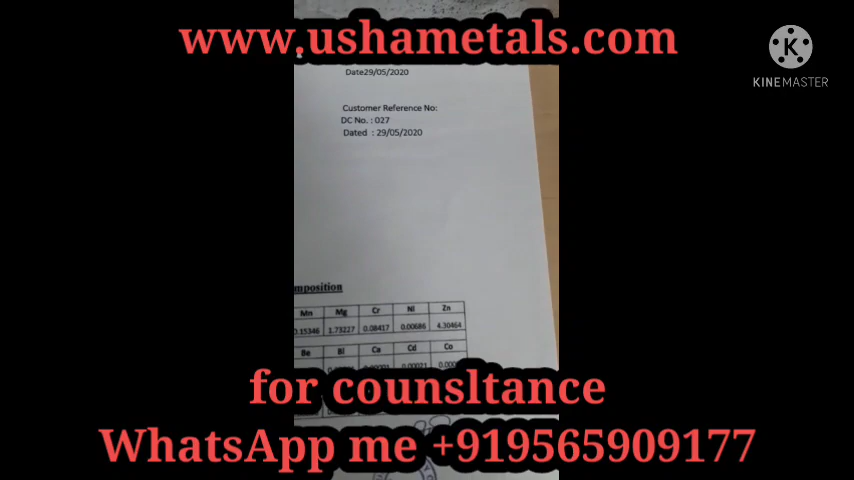 www.ushametals.com
K
KINEMASTER
Date29/05/2020
Customer Reference No:
DC No. : 027
Dated : 29/05/2020
mposition
Mn Mg Cr Ni Zn
0.15346 1.73227 0.08417 0.00686 4.30464
Be Bi Ca Cd Co
0.00021
for counsltance
WhatsApp me +919565909177